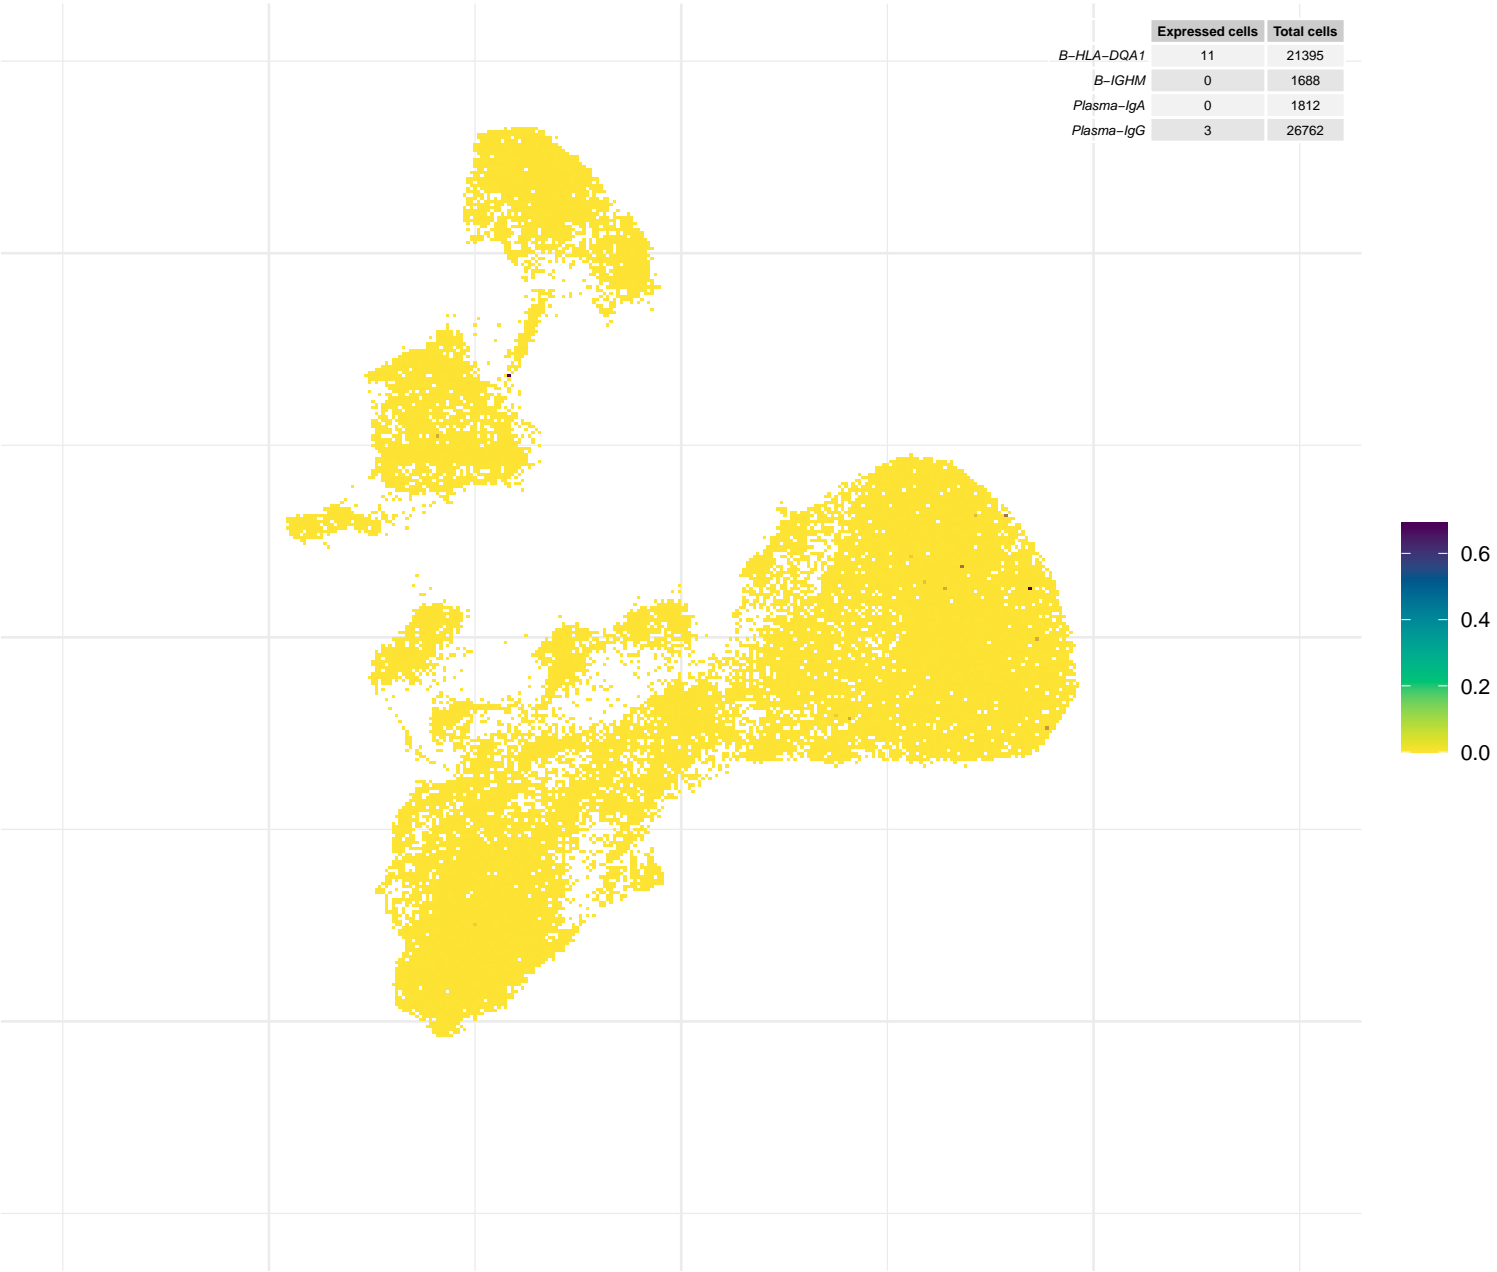 Expressed cells Total cells
B−HLA−DQA1 11 21395
B−IGHM 0 1688
Plasma−IgA 0 1812
Plasma−IgG 3 26762
0.6
0.4
0.2
0.0